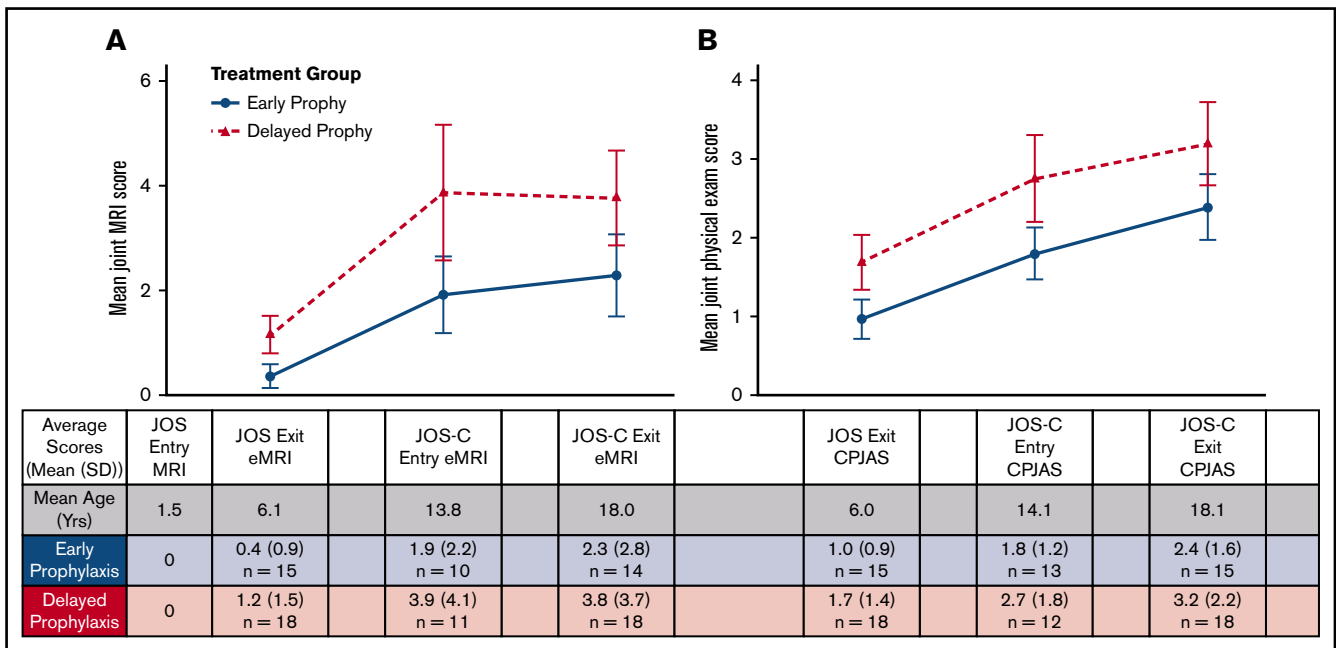 A
6
4
2
0
Mean joint MRI score
Treatment Group
Early Prophy
Delayed Prophy
B
4
3
2
1
0
Mean joint physical exam score
Average
Scores
(Mean (SD))
JOS
Entry
MRI
JOS Exit
eMRI
JOS-C
Entry eMRI
JOS-C Exit
eMRI
JOS Exit
CPJAS
JOS-C
Entry
CPJAS
JOS-C
Exit
CPJAS
Mean Age
(Yrs)
1.5
6.1
13.8
18.0
6.0
14.1
18.1
Early
Prophylaxis
0
0.4 (0.9)
n = 15
1.9 (2.2)
n = 10
2.3 (2.8)
n = 14
1.0 (0.9)
n = 15
1.8 (1.2)
n = 13
2.4 (1.6)
n = 15
Delayed
Prophylaxis
0
1.2 (1.5)
n = 18
3.9 (4.1)
n = 11
3.8 (3.7)
n = 18
1.7 (1.4)
n = 18
2.7 (1.8)
n = 12
3.2 (2.2)
n = 18